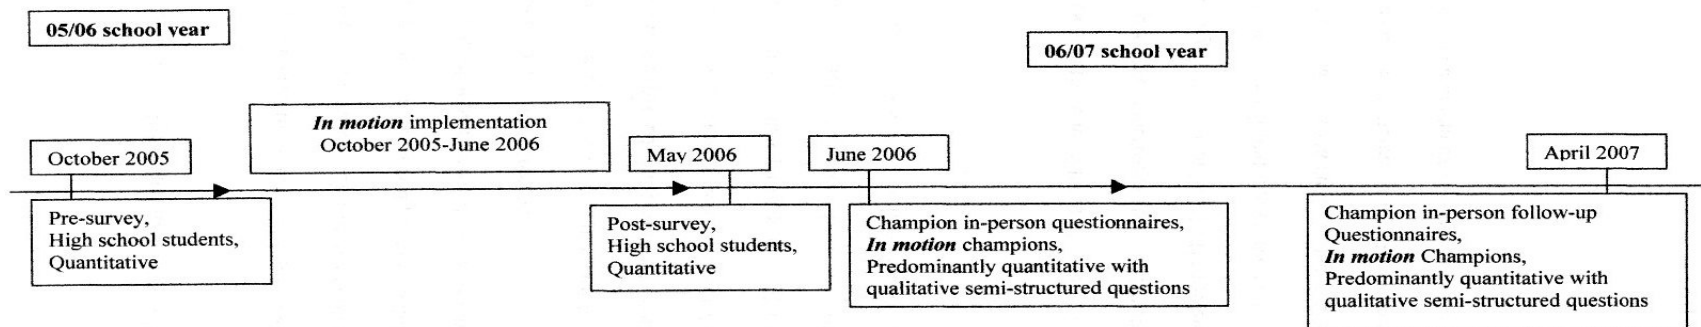 05/06 school year
06/07 school year
In motion implementation
October 2005-June 2006
October 2005
May 2006
June 2006
April 2007
Pre-survey,
High school students,
Quantitative
Post-survey,
High school students,
Quantitative
Champion in-person questionnaires,
In motion champions,
Predominantly quantitative with
qualitative semi-structured questions
Champion in-person follow-up
Questionnaires,
In motion Champions,
Predominantly quantitative with
qualitative semi-structured questions